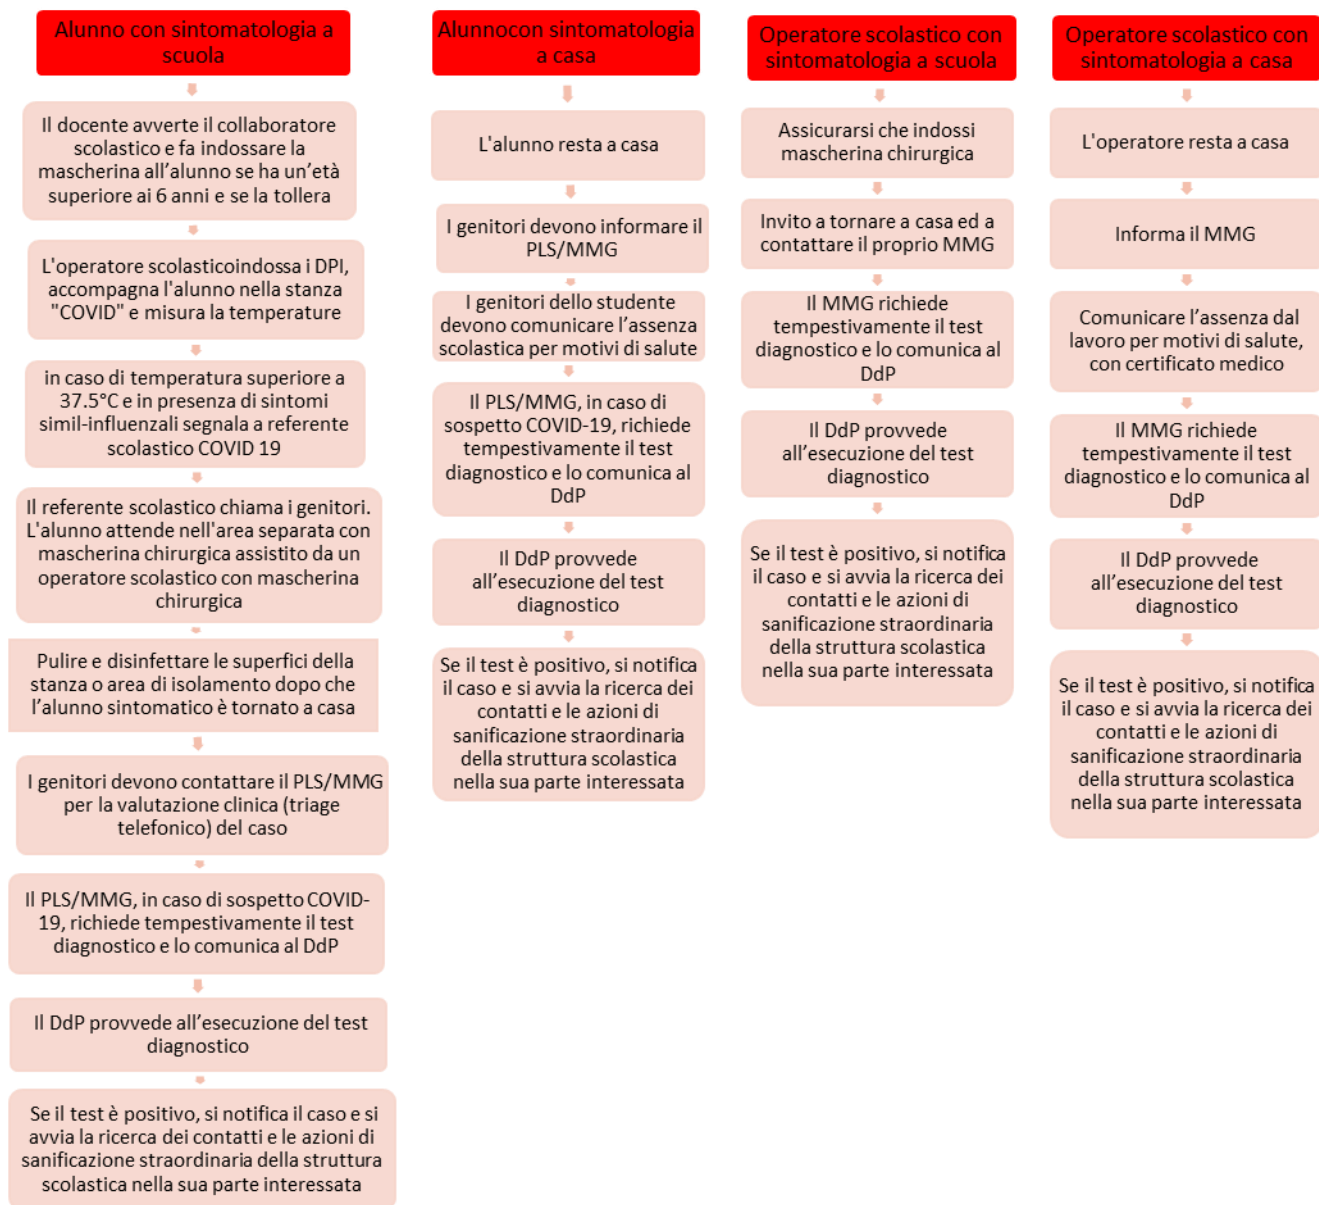 Alunno con sintomatologia a
scuola
Il docente avverte il collaboratore
scolastico e fa indossare la
mascherina all’alunno se ha un’età
superiore ai 6 anni e se la tollera
L'operatore scolasticoindossa i DPI,
accompagna l'alunno nella stanza
"COVID" e misura la temperature
in caso di temperatura superiore a
37.5°C e in presenza di sintomi
simil-influenzali segnala a referente
scolastico COVID 19
Il referente scolastico chiama i genitori.
L'alunno attende nell'area separata con
mascherina chirurgica assistito da un
operatore scolastico con mascherina
chirurgica
Pulire e disinfettare le superfici della
stanza o area di isolamento dopo che
l’alunno sintomatico è tornato a casa
I genitori devono contattare il PLS/MMG
per la valutazione clinica (triage
telefonico) del caso
Il PLS/MMG, in caso di sospetto COVID-
19, richiede tempestivamente il test
diagnostico e lo comunica al DdP
Il DdP provvede all’esecuzione del test
diagnostico
Se il test è positivo, si notifica il caso e si
avvia la ricerca dei contatti e le azioni di
sanificazione straordinaria della struttura
scolastica nella sua parte interessata
Alunnocon sintomatologia
a casa
L'alunno resta a casa
I genitori devono informare il
PLS/MMG
I genitori dello studente
devono comunicare l’assenza
scolastica per motivi di salute
Il PLS/MMG, in caso di
sospetto COVID-19, richiede
tempestivamente il test
diagnostico e lo comunica al
DdP
Il DdP provvede
all’esecuzione del test
diagnostico
Se il test è positivo, si notifica
il caso e si avvia la ricerca dei
contatti e le azioni di
sanificazione straordinaria
della struttura scolastica
nella sua parte interessata
Operatore scolastico con
sintomatologia a scuola
Assicurarsi che indossi
mascherina chirurgica
Invito a tornare a casa ed a
contattare il proprio MMG
Il MMG richiede
tempestivamente il test
diagnostico e lo comunica al
DdP
Il DdP provvede
all’esecuzione del test
diagnostico
Se il test è positivo, si notifica
il caso e si avvia la ricerca dei
contatti e le azioni di
sanificazione straordinaria
della struttura scolastica
nella sua parte interessata
Operatore scolastico con
sintomatologia a casa
L'operatore resta a casa
Informa il MMG
Comunicare l’assenza dal
lavoro per motivi di salute,
con certificato medico
Il MMG richiede
tempestivamente il test
diagnostico e lo comunica al
DdP
Il DdP provvede
all’esecuzione del test
diagnostico
Se il test è positivo, si notifica
il caso e si avvia la ricerca dei
contatti e le azioni di
sanificazione straordinaria
della struttura scolastica
nella sua parte interessata